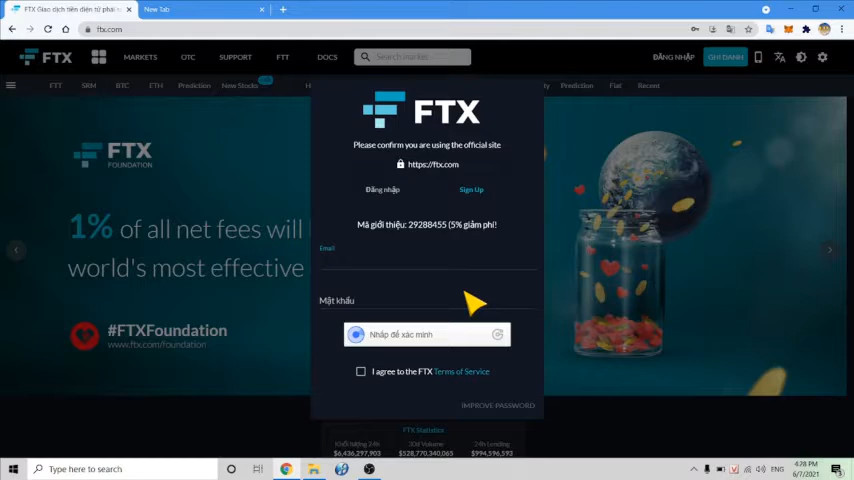 FTX Giao dịch tiền điện tử phái
New Tab
ftx.com
FTX
MARKETS
OTC
SUPPORT
FTT
DOCS
Search market
ĐĂNG NHẬP
GHI DANH
FTT
SRM
BTC
ETH
Prediction
New Stocks
Prediction
Fiat
Recent
FTX
FOUNDATION
1% of all net fees will
world's most effective
#FTXFoundation
www.ftx.com/foundation
FTX
Please confirm you are using the official site
https://ftx.com
Đăng nhập
Sign Up
Mã giới thiệu: 29288455 (5% giảm phí!
Email
Mật khẩu
Nhấp để xác minh
I agree to the FTX Terms of Service
IMPROVE PASSWORD
FTX Statistics
Khối lượng 24h
30d Volume
24h Lending
$6,436,297,903
$528,770,340,065
$994,596,593
Type here to search
4:28 PM
6/7/2021